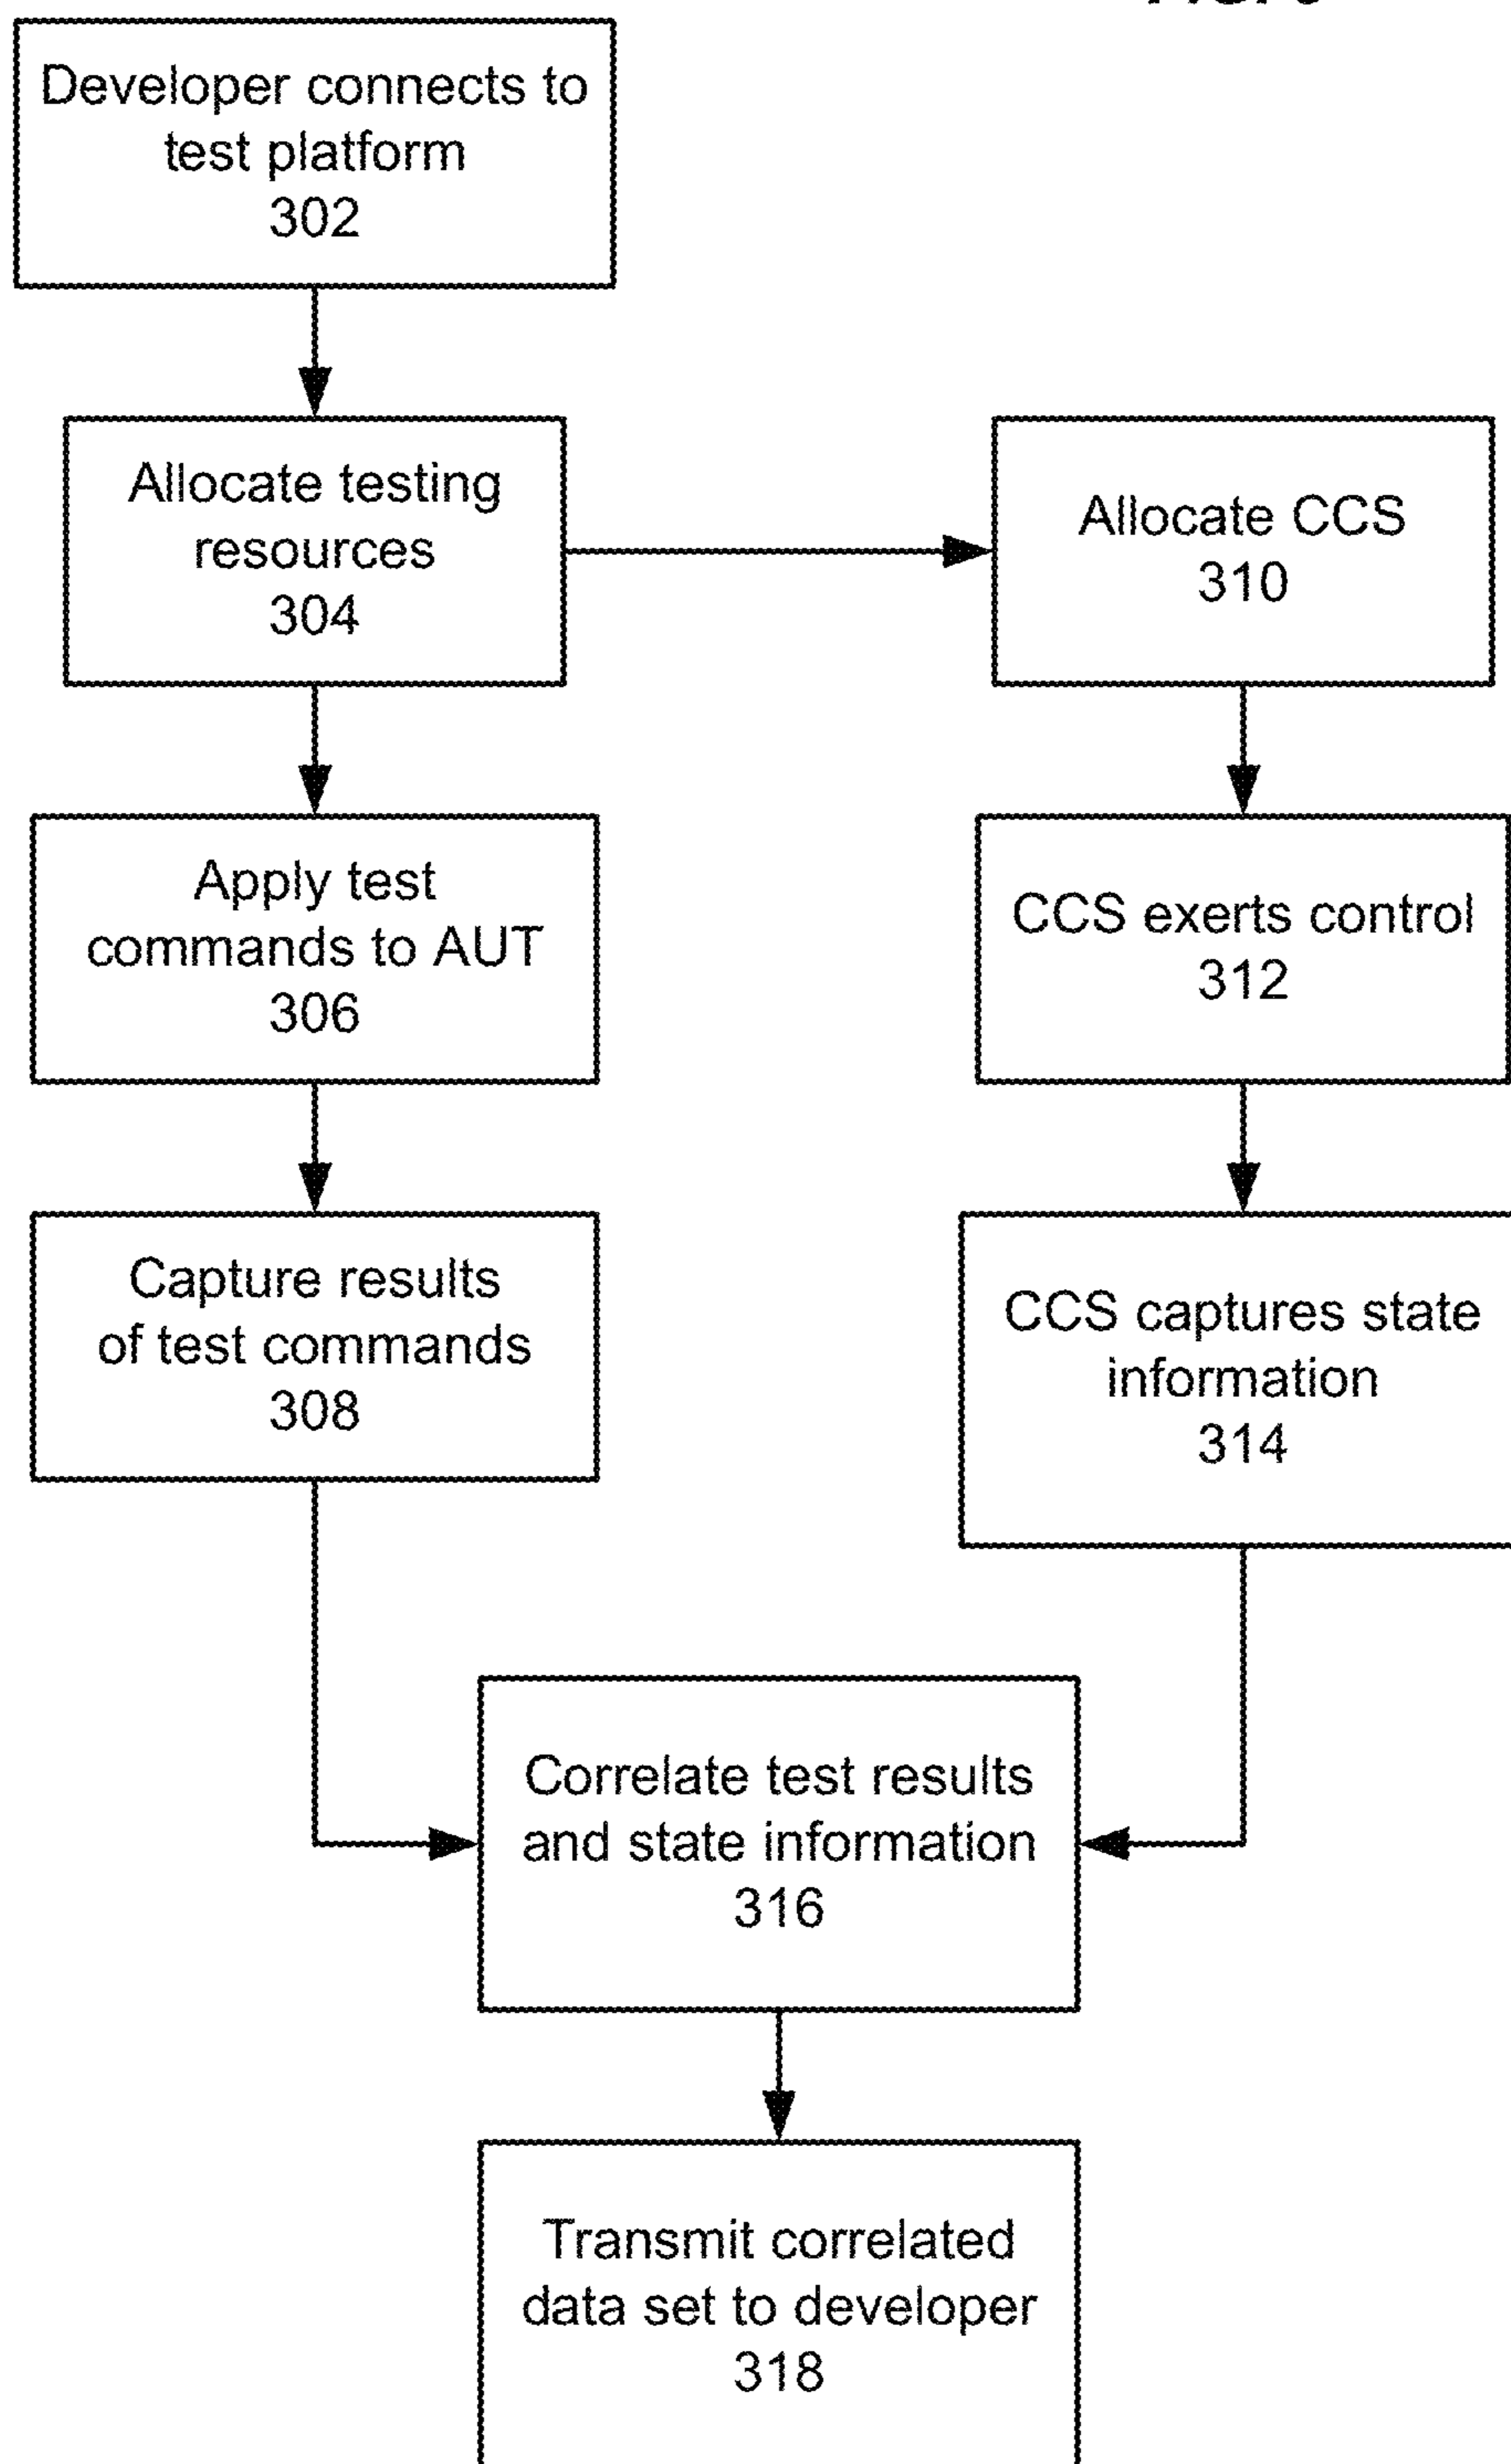 Developer connects to
test platform
302
Allocate testing
resources
304
Allocate CCS
310
Apply test
commands to AUT
306
CCS exerts control
312
Capture results
of test commands
308
CCS captures state
information
314
Correlate test results
and state information
316
Transmit correlated
data set to developer
318